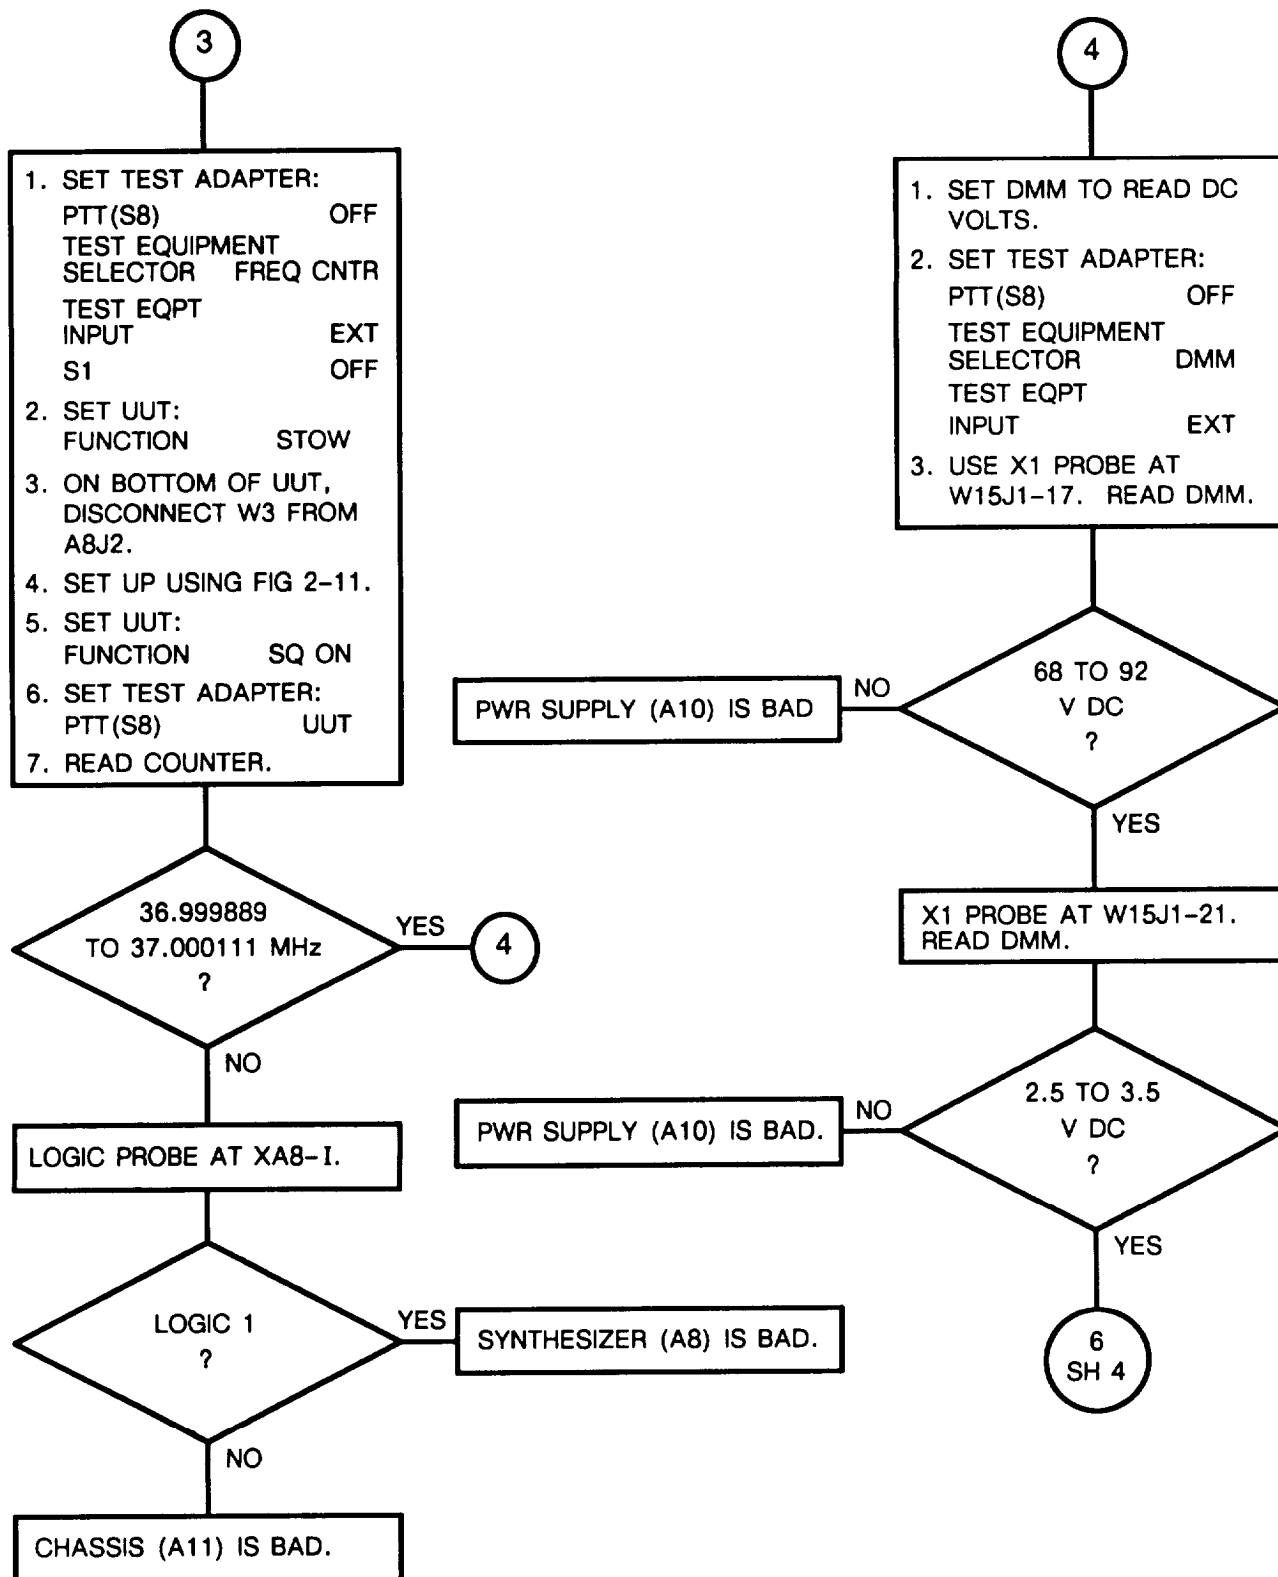 3
1. SET TEST ADAPTER:
PTT(S8) OFF
TEST EQUIPMENT
SELECTOR FREQ CNTR
TEST EQPT
INPUT EXT
S1 OFF
2. SET UUT:
FUNCTION STOW
3. ON BOTTOM OF UUT,
DISCONNECT W3 FROM
A8J2.
4. SET UP USING FIG 2-11.
5. SET UUT:
FUNCTION SQ ON
6. SET TEST ADAPTER:
PTT(S8) UUT
7. READ COUNTER.
36.999889
TO 37.000111 MHz
?
YES
4
NO
LOGIC PROBE AT XA8-I.
LOGIC 1
?
YES
SYNTHESIZER (A8) IS BAD.
NO
CHASSIS (A11) IS BAD.
4
1. SET DMM TO READ DC
VOLTS.
2. SET TEST ADAPTER:
PTT(S8) OFF
TEST EQUIPMENT
SELECTOR DMM
TEST EQPT
INPUT EXT
3. USE X1 PROBE AT
W15J1-17. READ DMM.
68 TO 92
V DC
?
NO
PWR SUPPLY (A10) IS BAD
YES
X1 PROBE AT W15J1-21.
READ DMM.
2.5 TO 3.5
V DC
?
NO
PWR SUPPLY (A10) IS BAD.
YES
6
SH 4